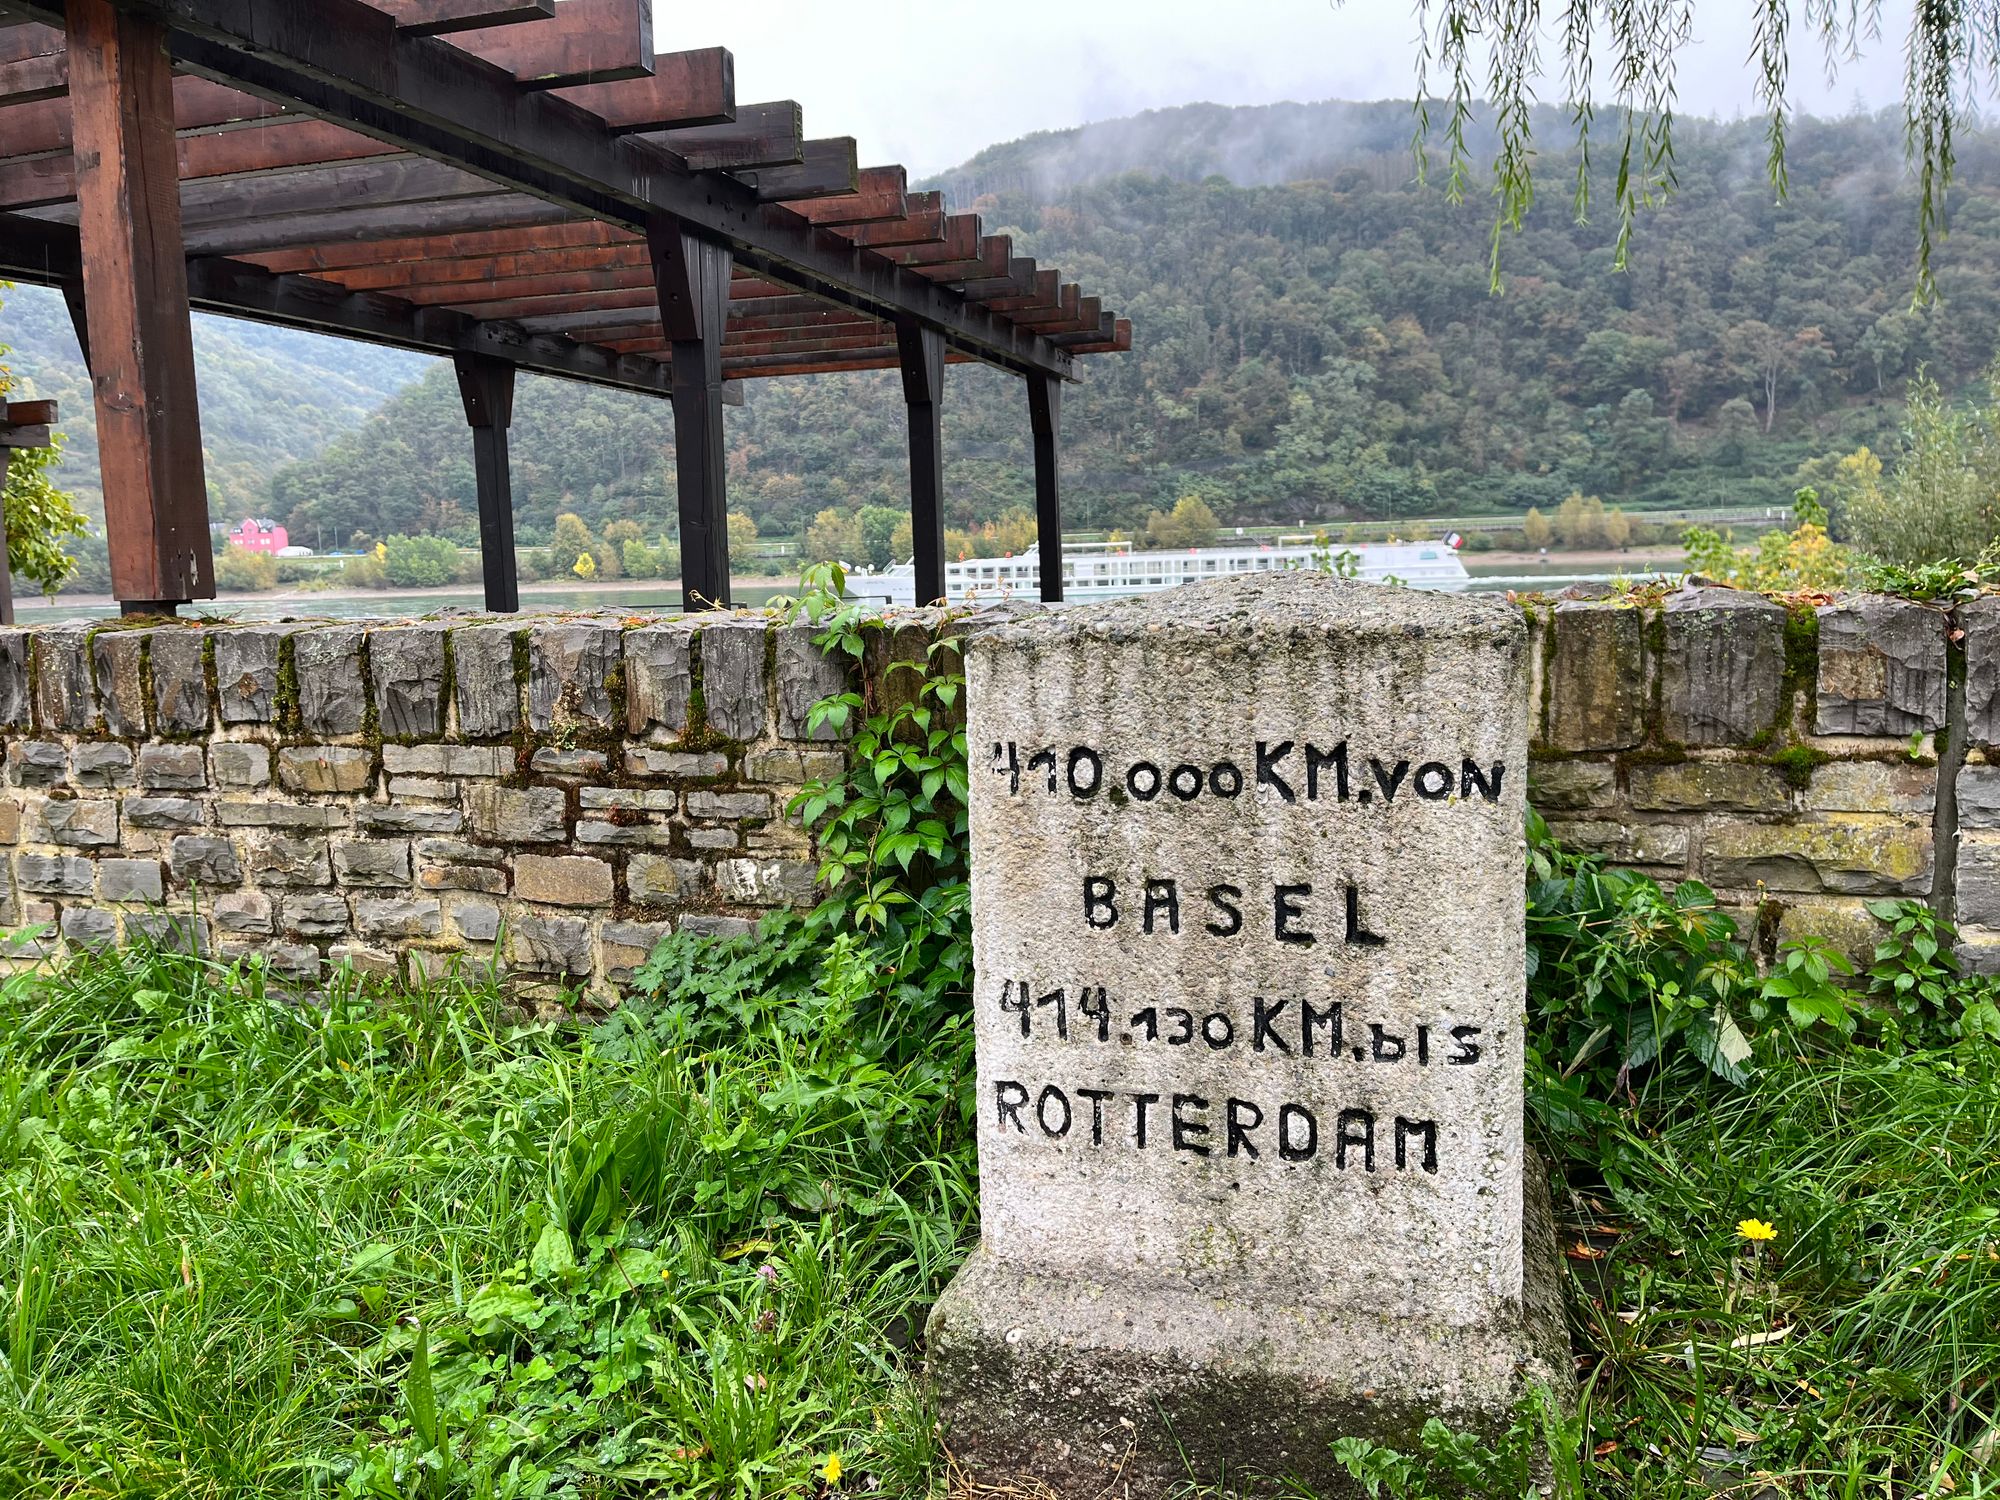 410.000 KM.VON
BASEL
414.130 KM.bis
ROTTERDAM